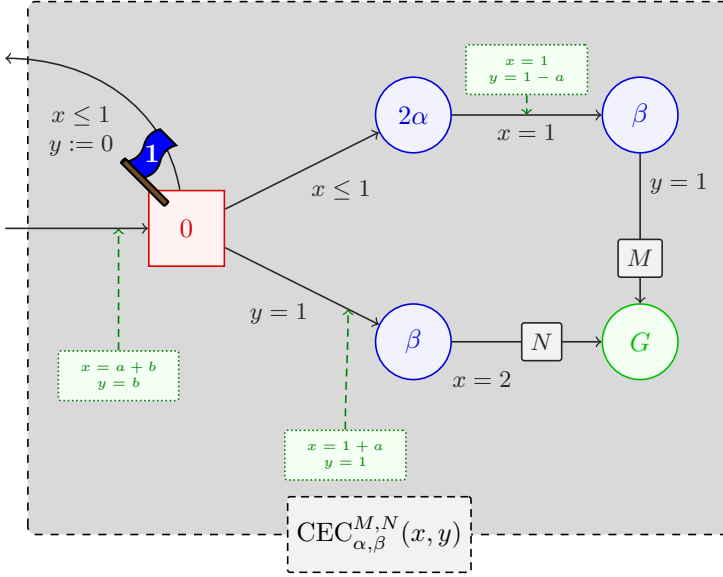 x = 1
y = 1 − a
x ≤ 1
y := 0
1
2α
x = 1
β
x ≤ 1
y = 1
0
M
y = 1
β
N
G
x = 2
x = a + b
y = b
x = 1 + a
y = 1
CEC^{M,N}_{α,β}(x, y)